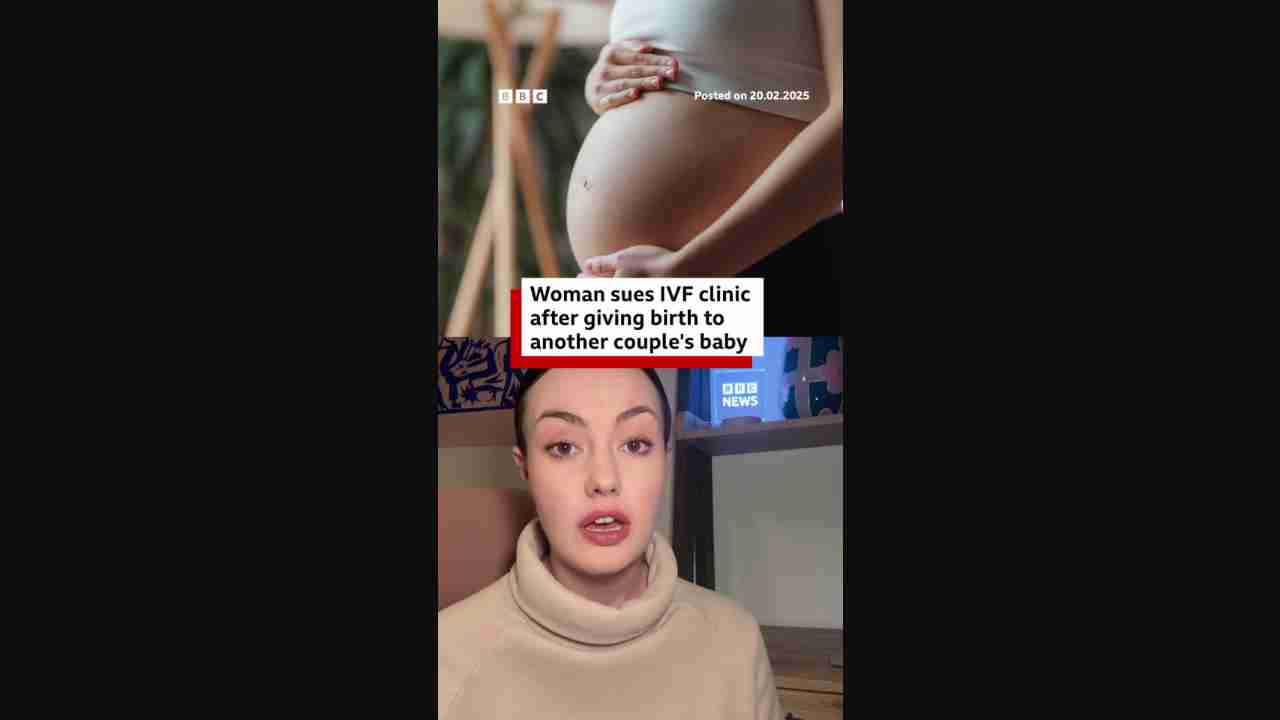 BBC
Posted on 20.02.2025
Woman sues IVF clinic
after giving birth to
another couple's baby
BBC
NEWS